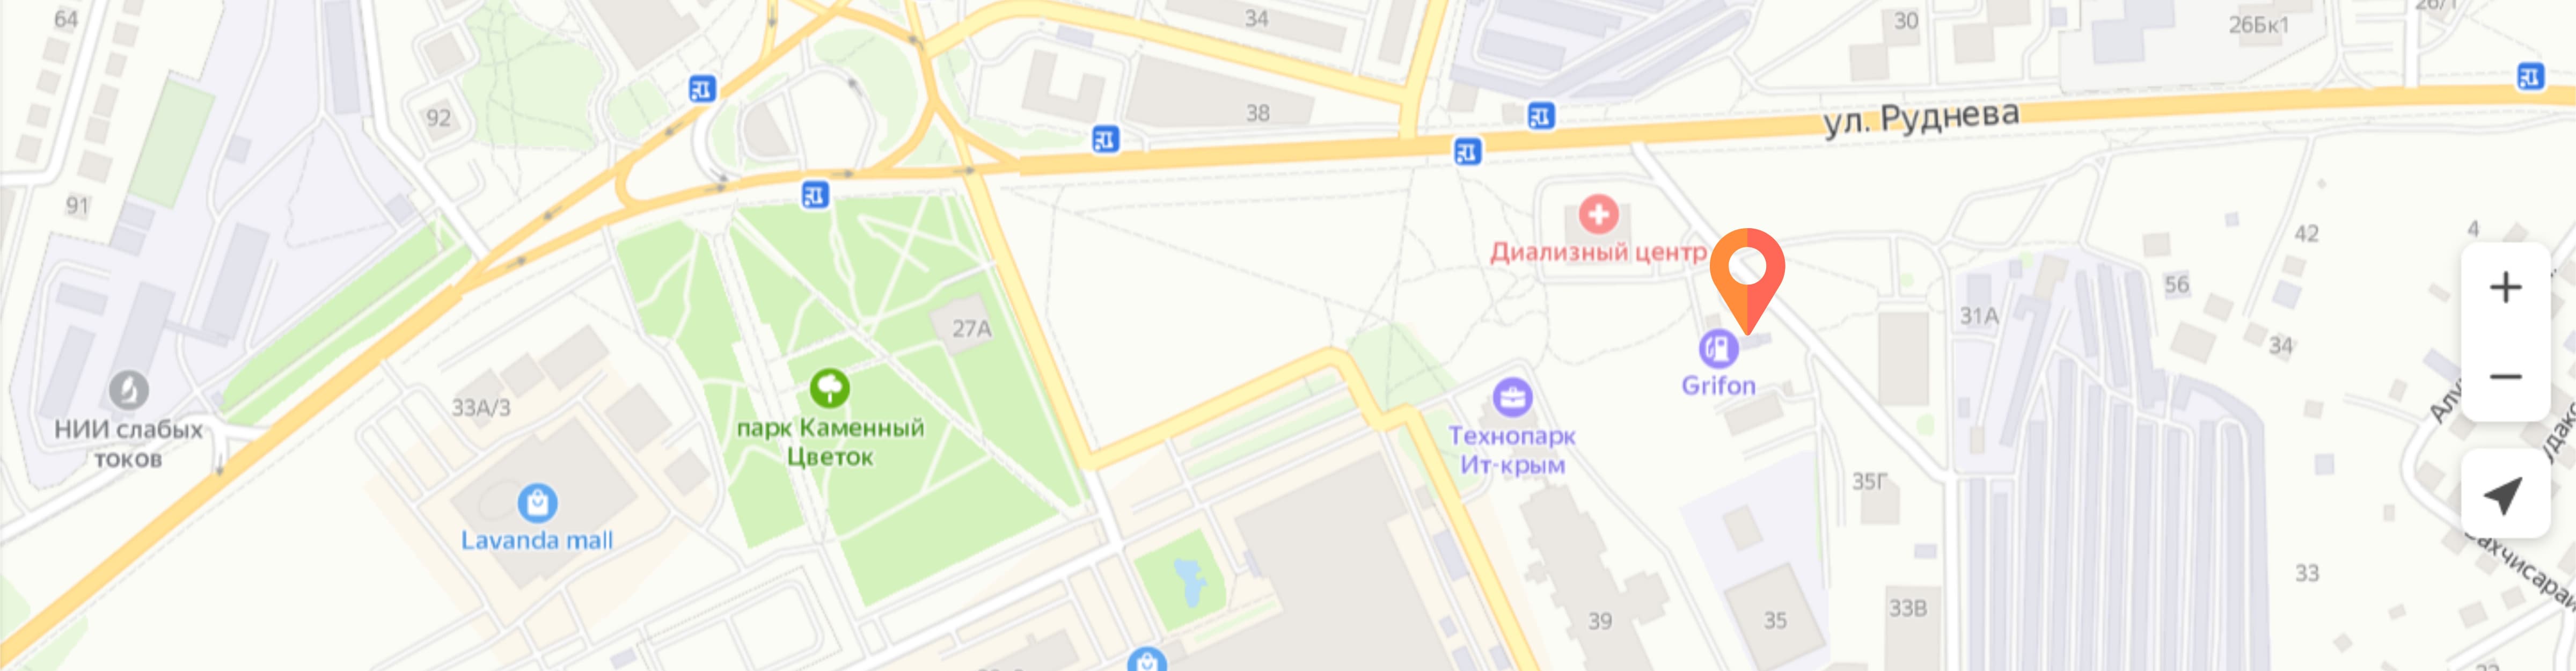 64
34
30
26Бк1
92
38
ул. Руднева
91
42
4
Диализный центр
56
31А
27А
34
Grifon
33А/3
НИИ слабых
токов
парк Каменный
Цветок
Технопарк
Ит-крым
35Г
Lavanda mall
33
33В
39
35